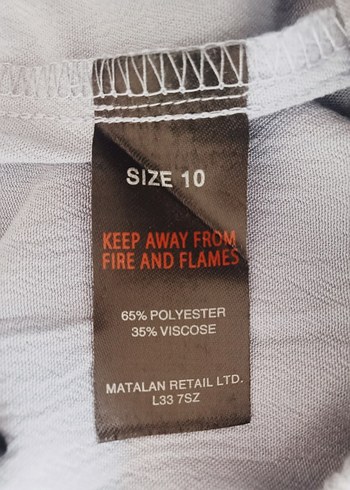 SIZE 10
KEEP AWAY FROM
FIRE AND FLAMES
65% POLYESTER
35% VISCOSE
MATALAN RETAIL LTD.
L33 7SZ